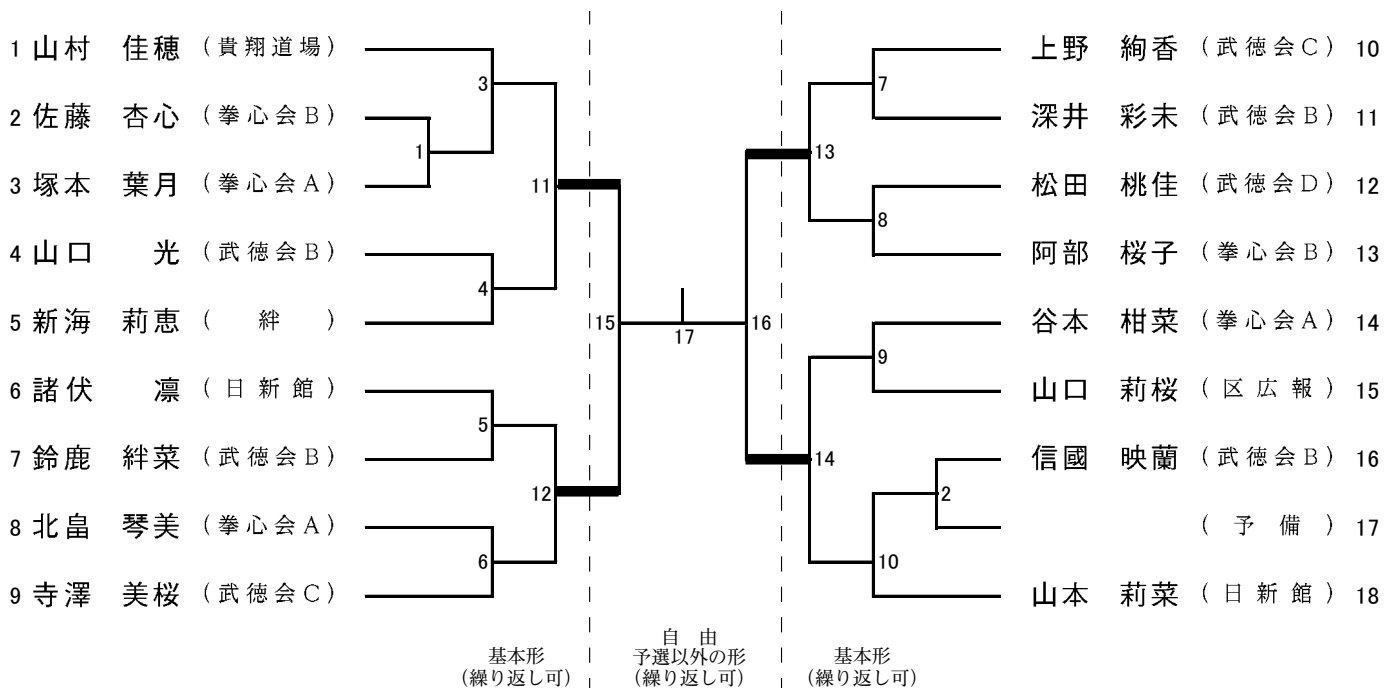 1 山村 佳穂 (貴翔道場)
2 佐藤 杏心 (拳心会B)
3 塚本 葉月 (拳心会A)
4 山口 光 (武徳会B)
5 新海 莉恵 (絆)
6 諸伏 凛 (日新館)
7 鈴鹿 絆菜 (武徳会B)
8 北畠 琴美 (拳心会A)
9 寺澤 美桜 (武徳会C)
3
1
11
4
5
12
6
15
17
16
7
13
8
9
14
2
10
上野 絢香 (武徳会C) 10
深井 彩未 (武徳会B) 11
松田 桃佳 (武徳会D) 12
阿部 桜子 (拳心会B) 13
谷本 柑菜 (拳心会A) 14
山口 莉桜 (区広報) 15
信國 映蘭 (武徳会B) 16
(予備) 17
山本 莉菜 (日新館) 18
基本形
(繰り返し可)
自由
予選以外の形
(繰り返し可)
基本形
(繰り返し可)